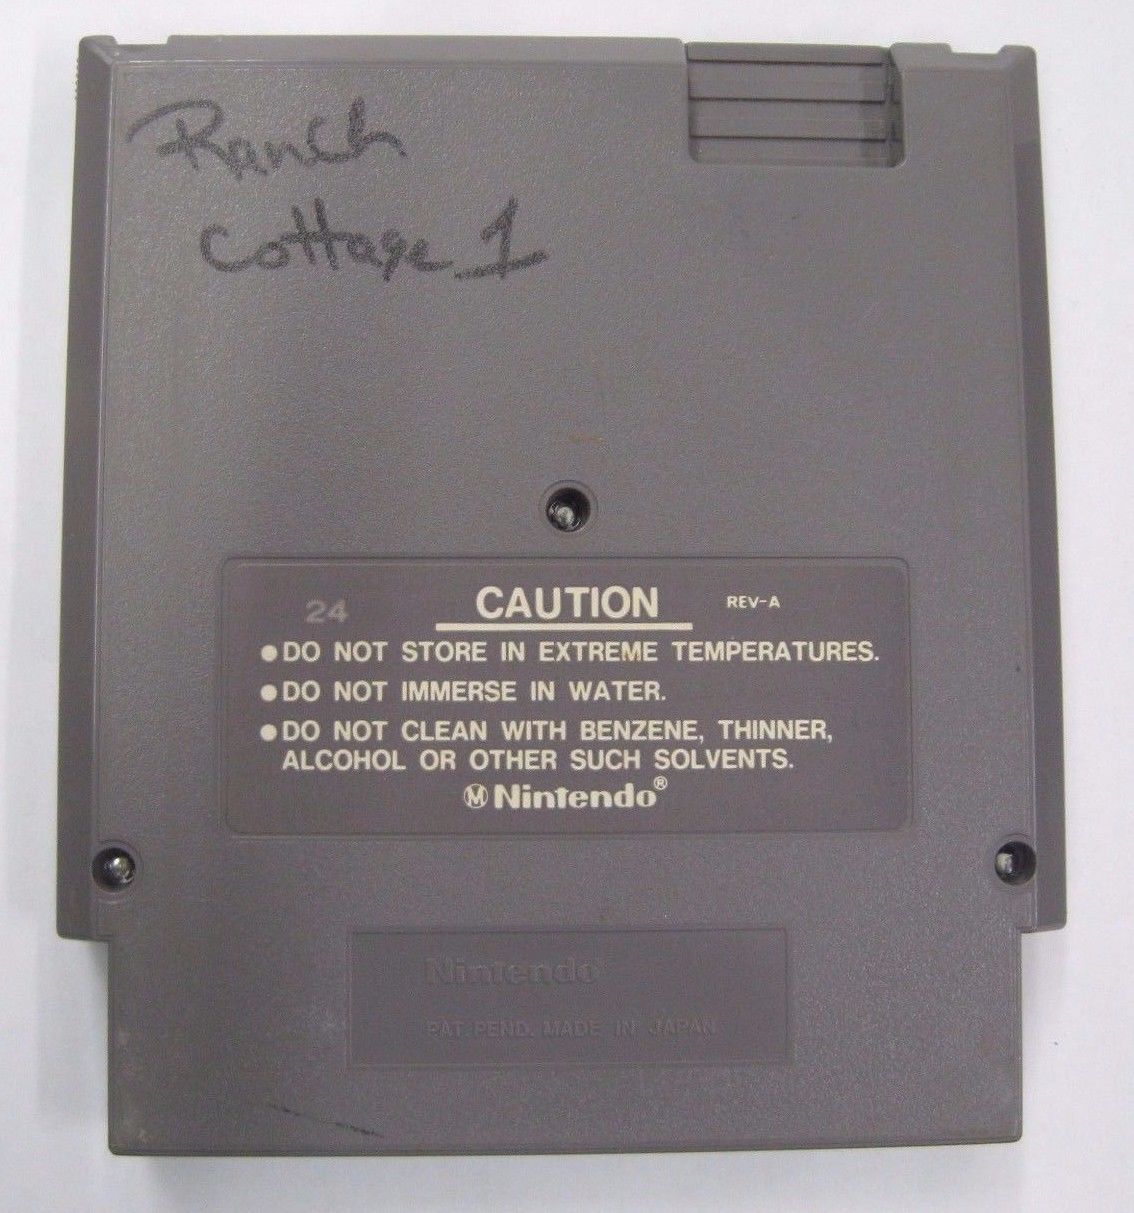 Ranch
Cottage 1
24
CAUTION
REV-A
●DO NOT STORE IN EXTREME TEMPERATURES.
●DO NOT IMMERSE IN WATER.
●DO NOT CLEAN WITH BENZENE, THINNER,
ALCOHOL OR OTHER SUCH SOLVENTS.
Nintendo®
Nintendo
PAT. PEND. MADE IN JAPAN